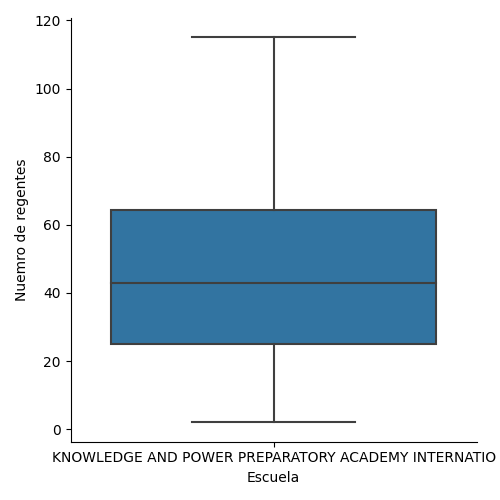 120
100
80
60
40
20
0
Nuemro de regentes
KNOWLEDGE AND POWER PREPARATORY ACADEMY INTERNATIO
Escuela